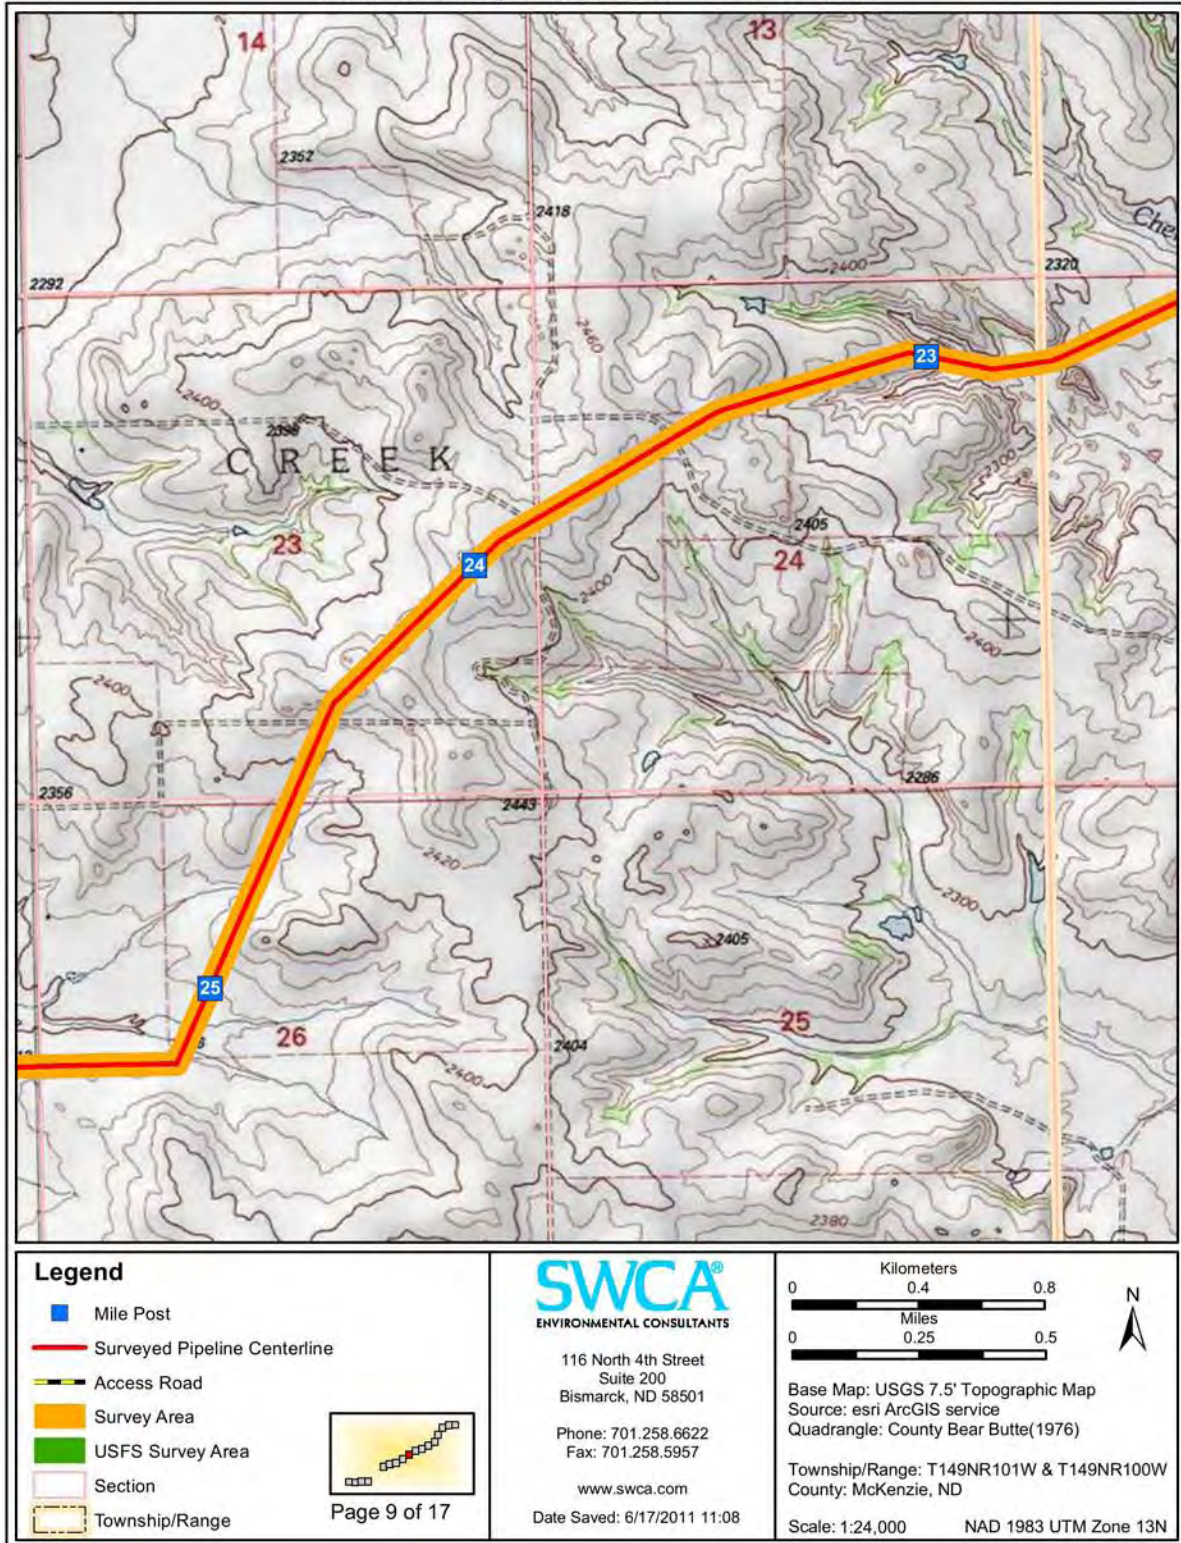 14
13
2352
2418
Che
2400
2320
2292
2460
23
2400
2398
CREEK
2300
2405
23
24
24
2400
2400
2400
2286
2356
2443
2420
2300
2405
25
26
25
2404
2400
2380
Legend
Mile Post
Surveyed Pipeline Centerline
Access Road
Survey Area
USFS Survey Area
Section
Township/Range
Page 9 of 17
SWCA®
ENVIRONMENTAL CONSULTANTS
116 North 4th Street
Suite 200
Bismarck, ND 58501
Phone: 701.258.6622
Fax: 701.258.5957
www.swca.com
Date Saved: 6/17/2011 11:08
Kilometers
0 0.4 0.8
Miles
0 0.25 0.5
N
Base Map: USGS 7.5' Topographic Map
Source: esri ArcGIS service
Quadrangle: County Bear Butte(1976)
Township/Range: T149NR101W & T149NR100W
County: McKenzie, ND
Scale: 1:24,000 NAD 1983 UTM Zone 13N